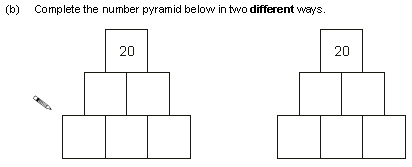 (b) Complete the number pyramid below in two different ways.
20 20